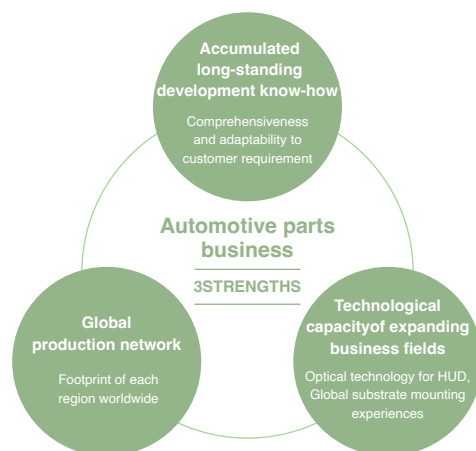 Accumulated
long-standing
development know-how
Comprehensiveness
and adaptability to
customer requirement
Automotive parts
business
3STRENGTHS
Global
production network
Footprint of each
region worldwide
Technological
capacityof expanding
business fields
Optical technology for HUD,
Global substrate mounting
experiences